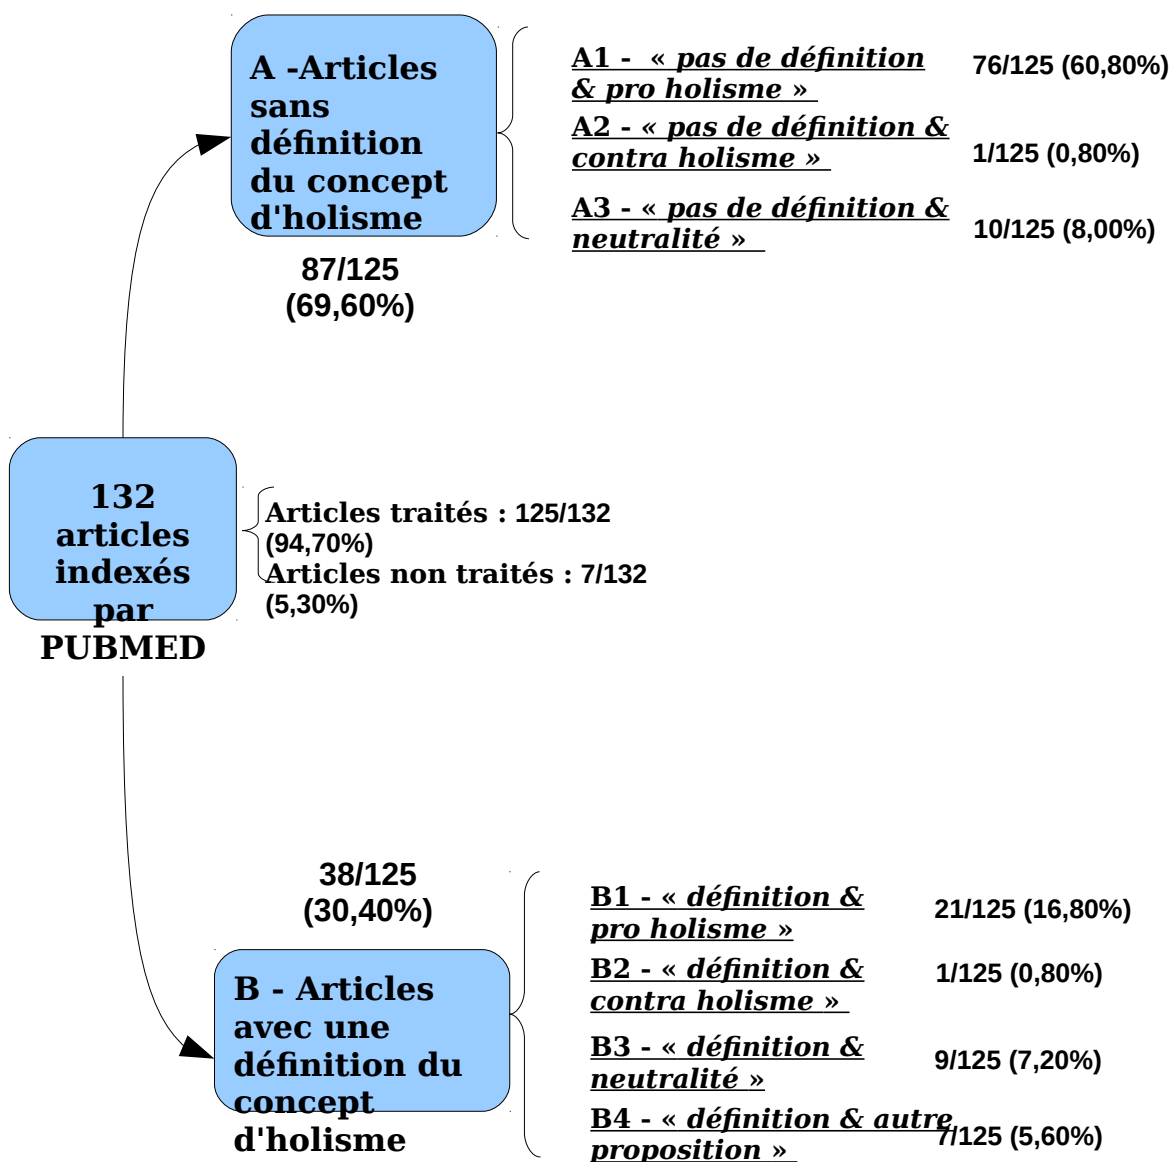 A -Articles
sans
définition
du concept
d'holisme
87/125
(69,60%)
A1 - « pas de définition
& pro holisme »
76/125 (60,80%)
A2 - « pas de définition &
contra holisme »
1/125 (0,80%)
A3 - « pas de définition &
neutralité »
10/125 (8,00%)
132
articles
indexés
par
PUBMED
Articles traités : 125/132
(94,70%)
Articles non traités : 7/132
(5,30%)
38/125
(30,40%)
B - Articles
avec une
définition du
concept
d'holisme
B1 - « définition &
pro holisme »
21/125 (16,80%)
B2 - « définition &
contra holisme »
1/125 (0,80%)
B3 - « définition &
neutralité »
9/125 (7,20%)
B4 - « définition & autre
proposition »
7/125 (5,60%)